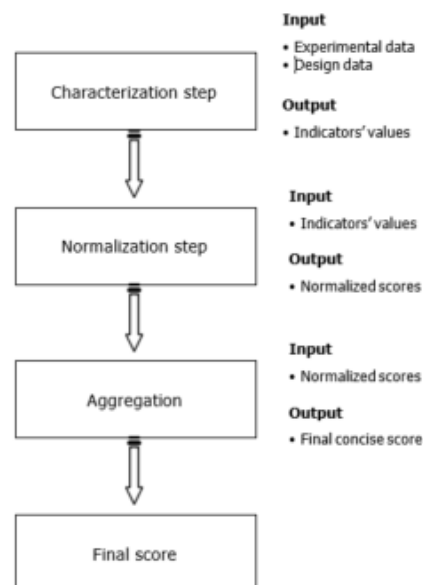 Input
• Experimental data
• Design data
Characterization step
Output
• Indicators' values
Input
• Indicators' values
Normalization step
Output
• Normalized scores
Input
• Normalized scores
Aggregation
Output
• Final concise score
Final score